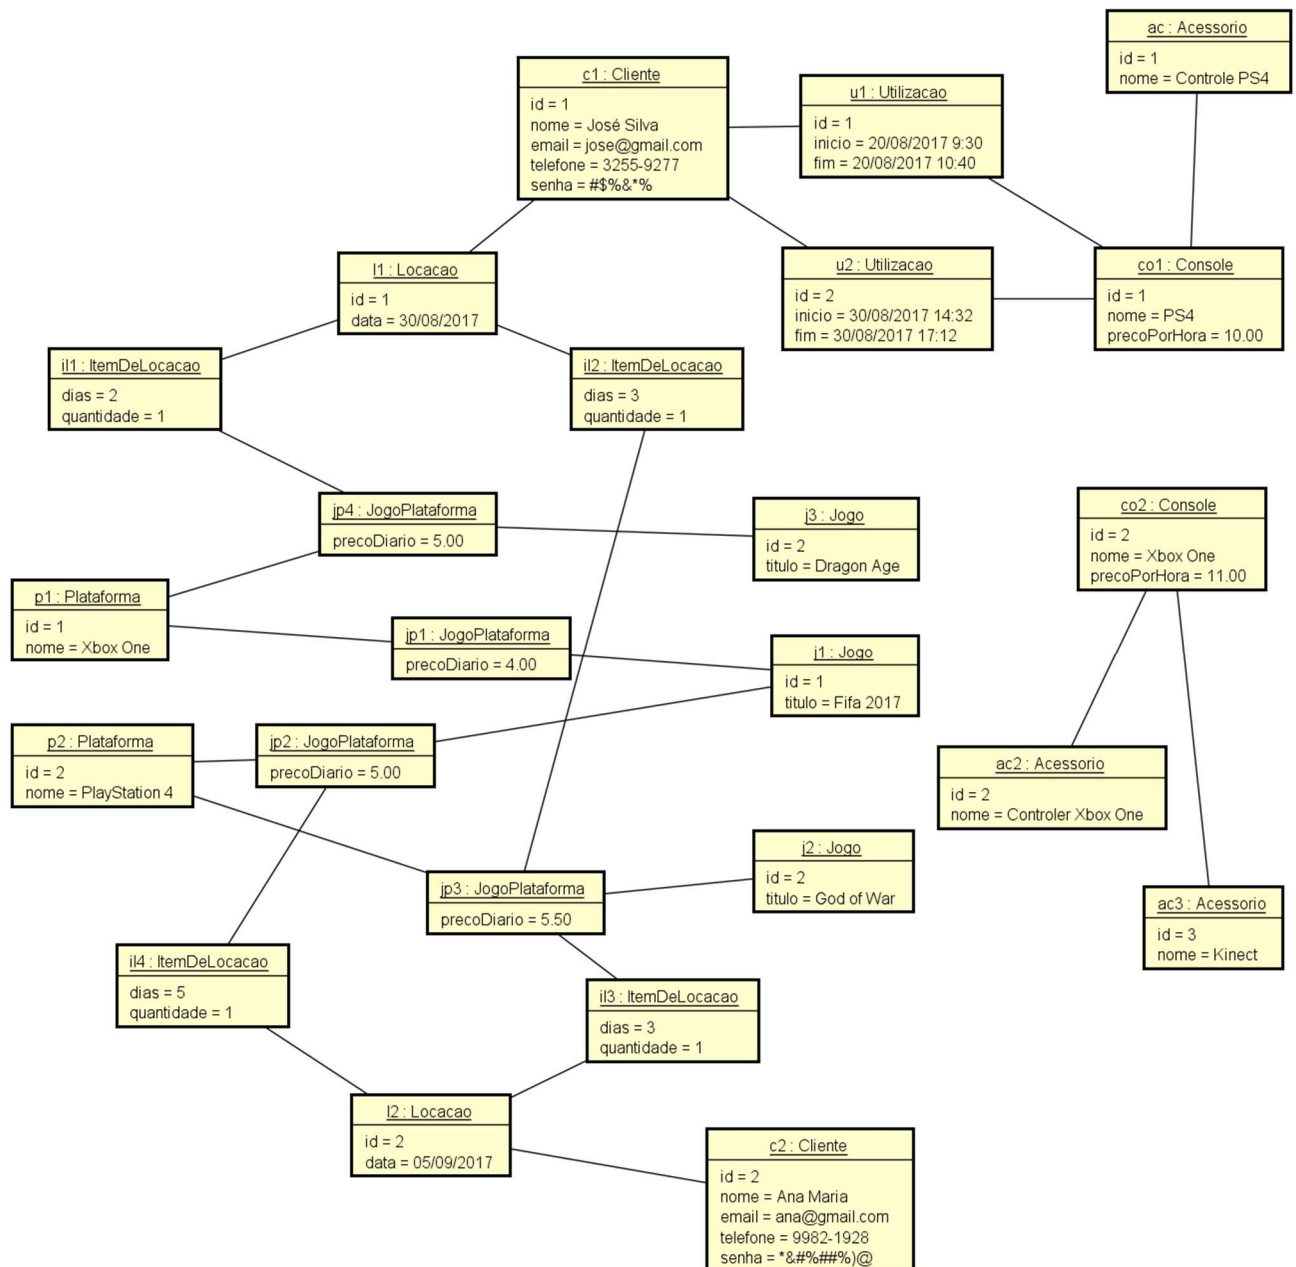 ac : Acessorio
id = 1
nome = Controle PS4
c1 : Cliente
id = 1
nome = José Silva
email = jose@gmail.com
telefone = 3255-9277
senha = #$%&*%
u1 : Utilizacao
id = 1
inicio = 20/08/2017 9:30
fim = 20/08/2017 10:40
l1 : Locacao
id = 1
data = 30/08/2017
u2 : Utilizacao
id = 2
inicio = 30/08/2017 14:32
fim = 30/08/2017 17:12
co1 : Console
id = 1
nome = PS4
precoPorHora = 10.00
il1 : ItemDeLocacao
dias = 2
quantidade = 1
il2 : ItemDeLocacao
dias = 3
quantidade = 1
jp4 : JogoPlataforma
precoDiario = 5.00
j3 : Jogo
id = 2
titulo = Dragon Age
co2 : Console
id = 2
nome = Xbox One
precoPorHora = 11.00
p1 : Plataforma
id = 1
nome = Xbox One
jp1 : JogoPlataforma
precoDiario = 4.00
j1 : Jogo
id = 1
titulo = Fifa 2017
p2 : Plataforma
id = 2
nome = PlayStation 4
jp2 : JogoPlataforma
precoDiario = 5.00
ac2 : Acessorio
id = 2
nome = Controler Xbox One
j2 : Jogo
id = 2
titulo = God of War
jp3 : JogoPlataforma
precoDiario = 5.50
ac3 : Acessorio
id = 3
nome = Kinect
il4 : ItemDeLocacao
dias = 5
quantidade = 1
il3 : ItemDeLocacao
dias = 3
quantidade = 1
l2 : Locacao
id = 2
data = 05/09/2017
c2 : Cliente
id = 2
nome = Ana Maria
email = ana@gmail.com
telefone = 9982-1928
senha = *&#%##%)@